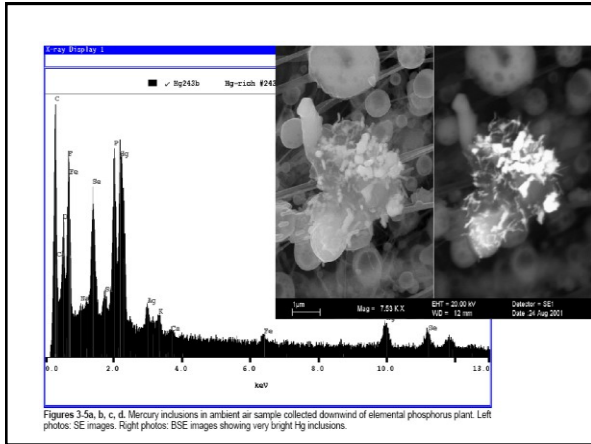 X-ray Display 1
✓ Hg243b Hg-rich #243
C
F
Fe
P
Hg
Se
Ag
K
Ca
Fe
Se
0.0 2.0 4.0 6.0 8.0 10.0 13.0
keV
1µm
Mag = 7.53 K X
EHT = 20.00 kV
WD = 12 mm
Detector = SE1
Date :24 Aug 2001
Figures 3-5a, b, c, d. Mercury inclusions in ambient air sample collected downwind of elemental phosphorus plant. Left
photos: SE images. Right photos: BSE images showing very bright Hg inclusions.